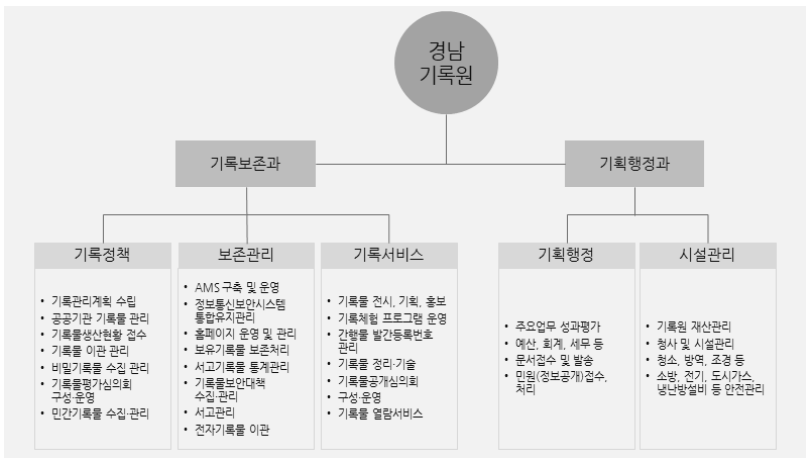 경남
기록원
기록보존과
기획행정과
기록정책
• 기록관리계획 수립
• 공공기관 기록물 관리
• 기록물생산현황 접수
• 기록물 이관 관리
• 비밀기록물 수집 관리
• 기록물평가심의회
구성·운영
• 민간기록물 수집·관리
보존관리
• AMS 구축 및 운영
• 정보통신보안시스템
통합유지관리
• 홈페이지 운영 및 관리
• 보유기록물 보존처리
• 서고기록물 통계관리
• 기록물보안대책
수집·관리
• 서고관리
• 전자기록물 이관
기록서비스
• 기록물 전시, 기획, 홍보
• 기록체험 프로그램 운영
• 간행물 발간등록번호
관리
• 기록물 정리·기술
• 기록물공개심의회
• 구성·운영
• 기록물 열람서비스
기획행정
• 주요업무 성과평가
• 예산, 회계, 세무 등
• 문서접수 및 발송
• 민원(정보공개)접수,
처리
시설관리
• 기록원 재산관리
• 청사 및 시설관리
• 청소, 방역, 조경 등
• 소방, 전기, 도시가스,
냉난방설비 등 안전관리